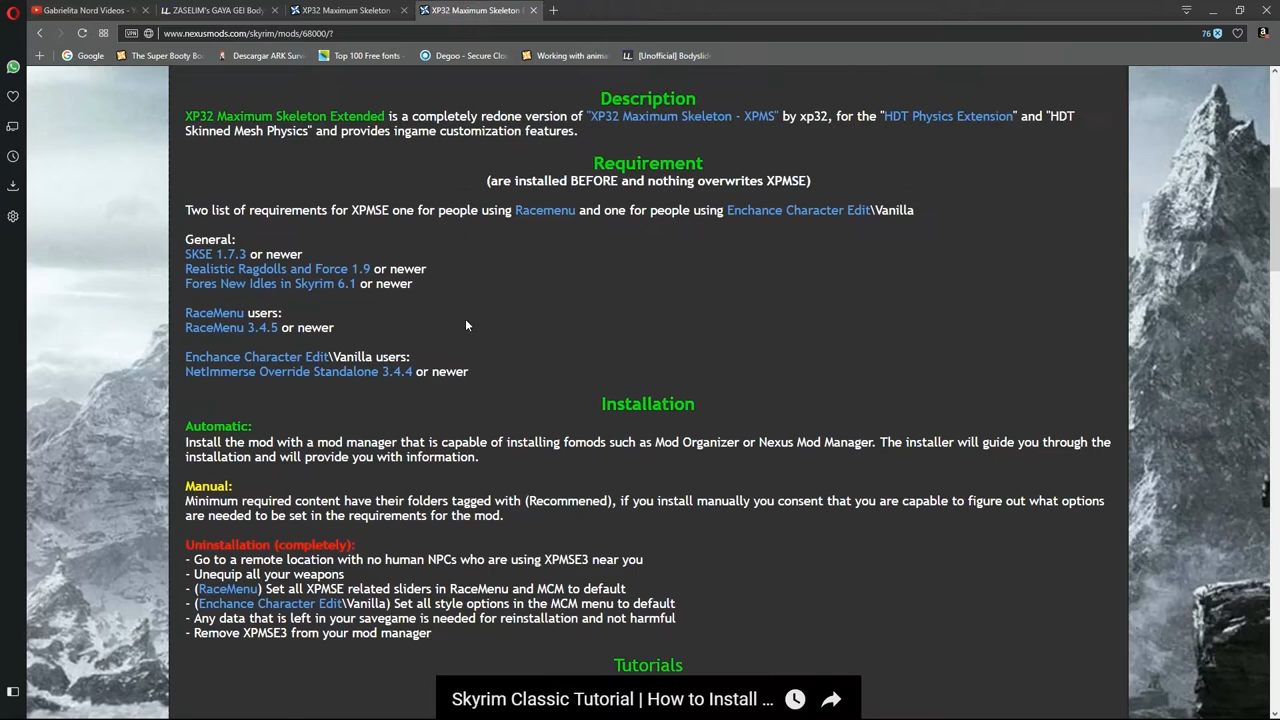 Gabrielita Nord Videos - Y
ZASELIM's GAYA GEI Body
XP32 Maximum Skeleton
XP32 Maximum Skeleton E
VPN
www.nexusmods.com/skyrim/mods/68000/?
76
Google
The Super Booty Bo
Descargar ARK Surv
Top 100 Free fonts -
Degoo - Secure Clo
Working with anima
[Unofficial] Bodyslide
Description
XP32 Maximum Skeleton Extended is a completely redone version of "XP32 Maximum Skeleton - XPMS" by xp32, for the "HDT Physics Extension" and "HDT
Skinned Mesh Physics" and provides ingame customization features.
Requirement
(are installed BEFORE and nothing overwrites XPMSE)
Two list of requirements for XPMSE one for people using Racemenu and one for people using Enchance Character Edit\Vanilla
General:
SKSE 1.7.3 or newer
Realistic Ragdolls and Force 1.9 or newer
Fores New Idles in Skyrim 6.1 or newer
RaceMenu users:
RaceMenu 3.4.5 or newer
Enchance Character Edit\Vanilla users:
NetImmerse Override Standalone 3.4.4 or newer
Installation
Automatic:
Install the mod with a mod manager that is capable of installing fomods such as Mod Organizer or Nexus Mod Manager. The installer will guide you through the
installation and will provide you with information.
Manual:
Minimum required content have their folders tagged with (Recommened), if you install manually you consent that you are capable to figure out what options
are needed to be set in the requirements for the mod.
Uninstallation (completely):
- Go to a remote location with no human NPCs who are using XPMSE3 near you
- Unequip all your weapons
- (RaceMenu) Set all XPMSE related sliders in RaceMenu and MCM to default
- (Enchance Character Edit\Vanilla) Set all style options in the MCM menu to default
- Any data that is left in your savegame is needed for reinstallation and not harmful
- Remove XPMSE3 from your mod manager
Tutorials
Skyrim Classic Tutorial | How to Install ...